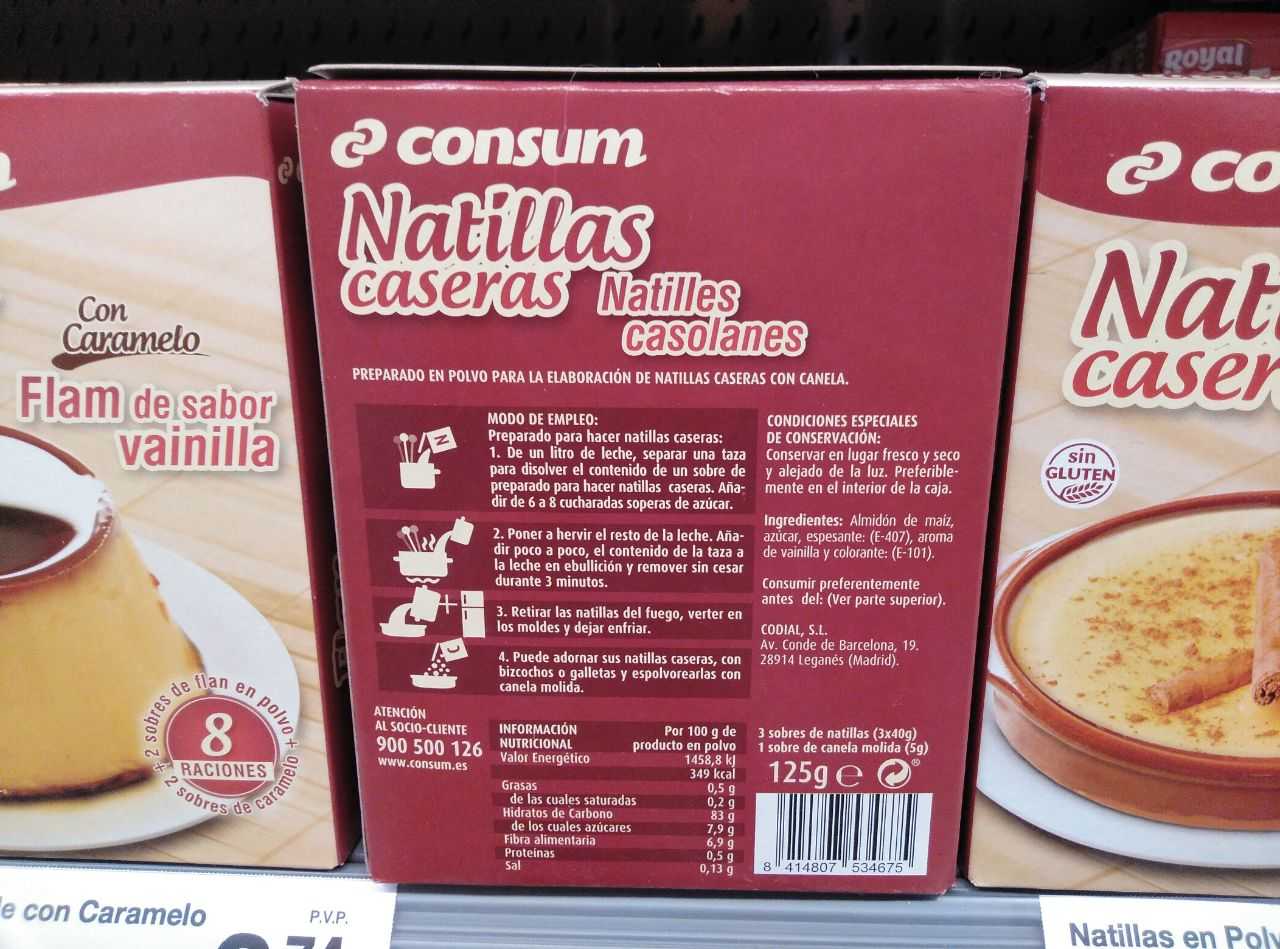 Royal
consum
Natillas
caseras
Natilles
casolanes
PREPARADO EN POLVO PARA LA ELABORACIÓN DE NATILLAS CASERAS CON CANELA.
MODO DE EMPLEO:
Preparado para hacer natillas caseras:
1. De un litro de leche, separar una taza
para disolver el contenido de un sobre de
preparado para hacer natillas caseras. Aña-
dir de 6 a 8 cucharadas soperas de azúcar.
2. Poner a hervir el resto de la leche. Aña-
dir poco a poco, el contenido de la taza a
la leche en ebullición y remover sin cesar
durante 3 minutos.
3. Retirar las natillas del fuego, verter en
los moldes y dejar enfriar.
4. Puede adornar sus natillas caseras, con
bizcochos o galletas y espolvorearlas con
canela molida.
CONDICIONES ESPECIALES
DE CONSERVACIÓN:
Conservar en lugar fresco y seco
y alejado de la luz. Preferible-
mente en el interior de la caja.
Ingredientes: Almidón de maíz,
azúcar, espesante: (E-407), aroma
de vainilla y colorante: (E-101).
Consumir preferentemente
antes del: (Ver parte superior).
CODIAL, S.L.
Av. Conde de Barcelona, 19.
28914 Leganés (Madrid).
ATENCIÓN
AL SOCIO-CLIENTE
900 500 126
www.consum.es
INFORMACIÓN NUTRICIONAL Por 100 g de producto en polvo
Valor Energético 1458,8 kJ
349 kcal
Grasas 0,5 g
de las cuales saturadas 0,2 g
Hidratos de Carbono 83 g
de los cuales azúcares 7,9 g
Fibra alimentaria 6,9 g
Proteínas 0,5 g
Sal 0,13 g
3 sobres de natillas (3x40g)
1 sobre de canela molida (5g)
125g e
8 414807 534675
Con
Caramelo
Flam de sabor
vainilla
+ 2 sobres de flan en polvo + 2 sobres de caramelo
8
RACIONES
co
Nat
caser
sin
GLUTEN
le con Caramelo
P.V.P.
Natillas en Polv